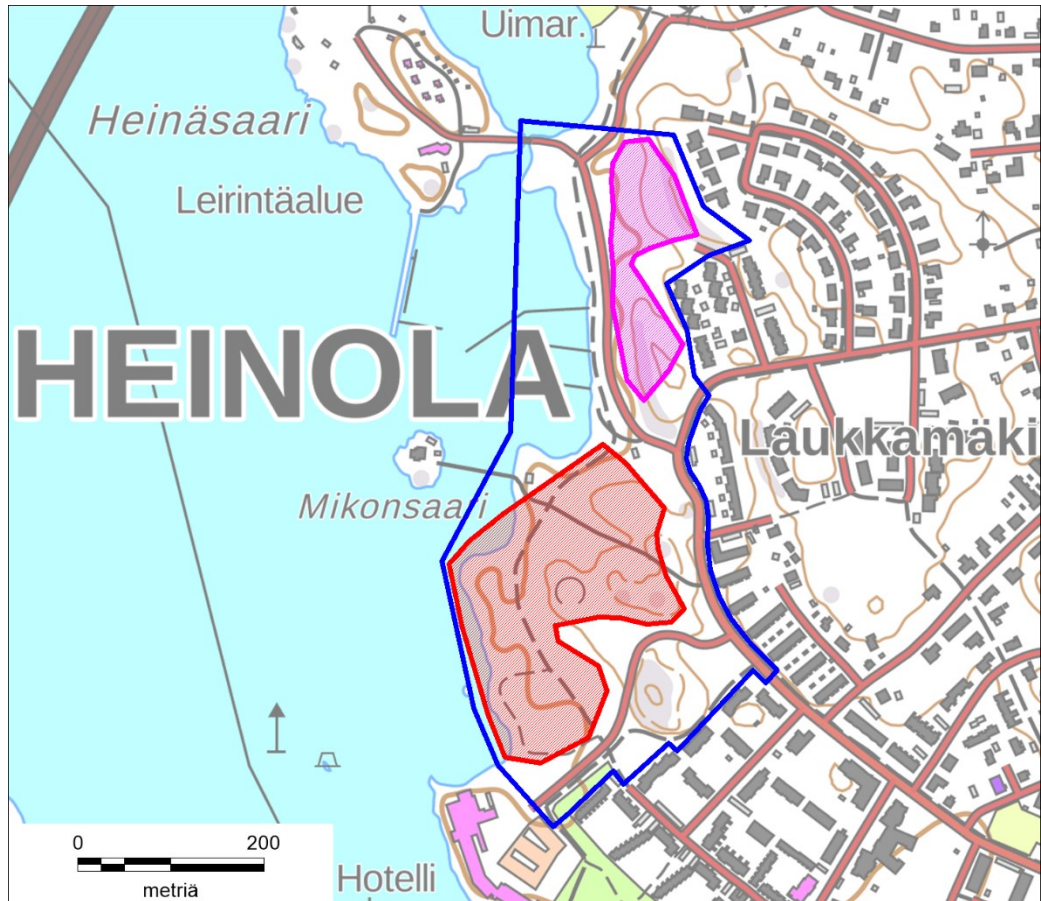 Uimar.
Heinäsaari
Leirintäalue
HEINOLA
Laukkamäki
Mikonsaari
0 200
metriä
Hotelli